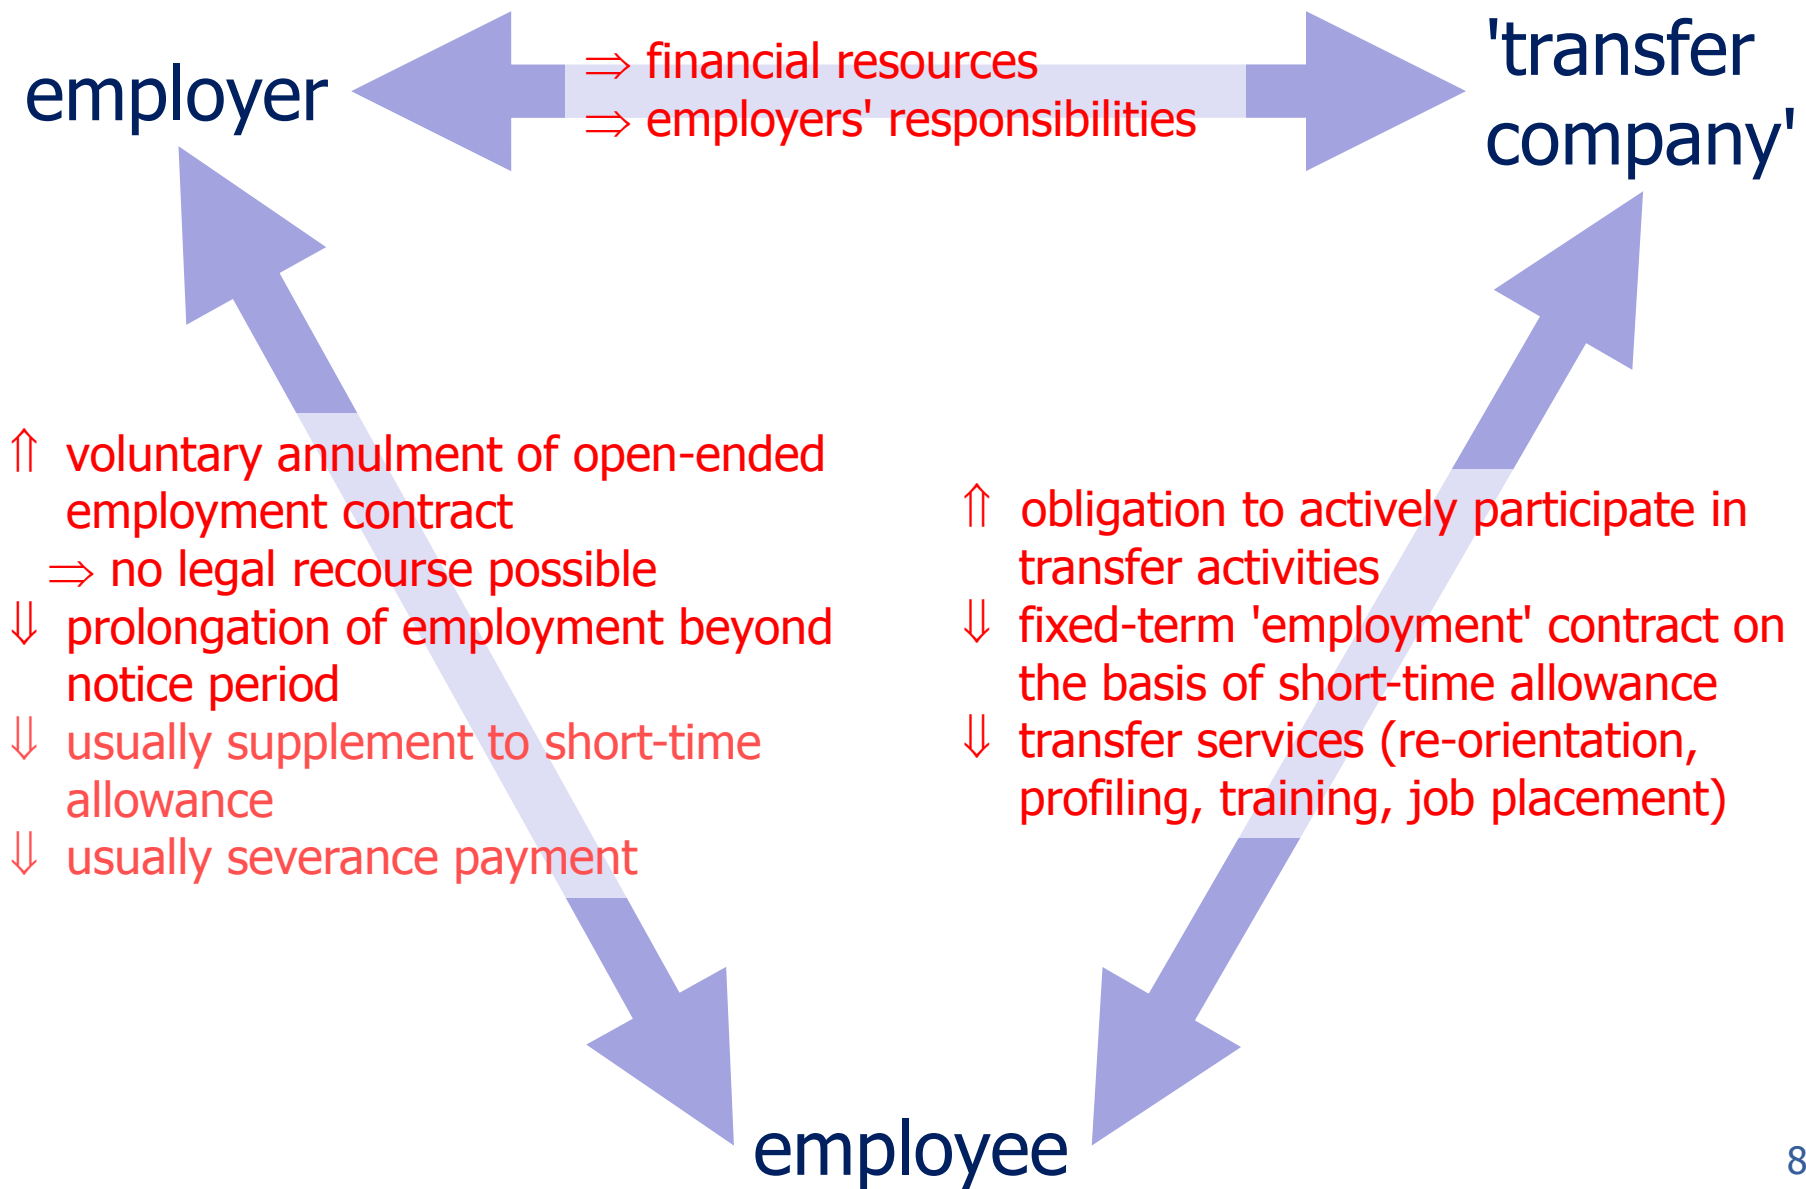 employer
⇒ financial resources
⇒ employers' responsibilities
'transfer
company'
⇑ voluntary annulment of open-ended
employment contract
⇒ no legal recourse possible
⇓ prolongation of employment beyond
notice period
⇓ usually supplement to short-time
allowance
⇓ usually severance payment
⇑ obligation to actively participate in
transfer activities
⇓ fixed-term 'employment' contract on
the basis of short-time allowance
⇓ transfer services (re-orientation,
profiling, training, job placement)
employee
8